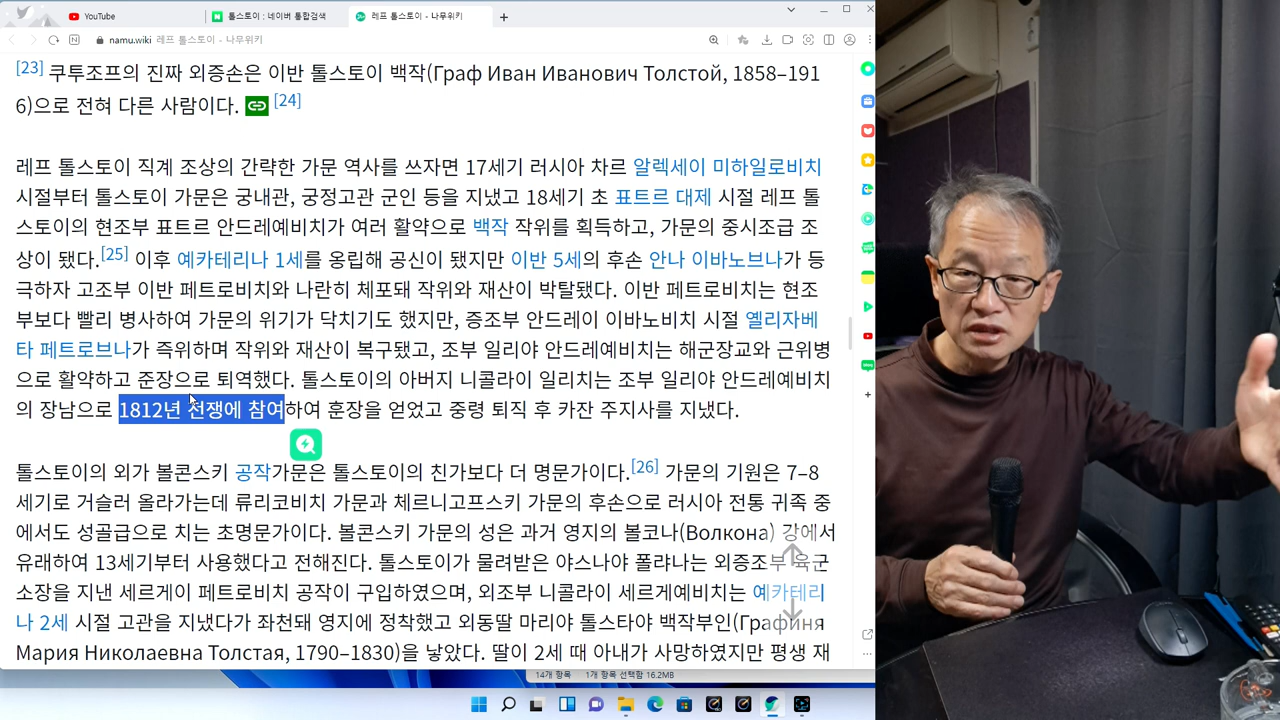 YouTube
톨스토이 : 네이버 통합검색
레프 톨스토이 - 나무위키
namu.wiki 레프 톨스토이 - 나무위키
[23] 쿠투조프의 진짜 외증손은 이반 톨스토이 백작(Граф Иван Иванович Толстой, 1858–191
6)으로 전혀 다른 사람이다. [24]
레프 톨스토이 직계 조상의 간략한 가문 역사를 쓰자면 17세기 러시아 차르 알렉세이 미하일로비치
시절부터 톨스토이 가문은 궁내관, 궁정고관 군인 등을 지냈고 18세기 초 표트르 대제 시절 레프 톨
스토이의 현조부 표트르 안드레예비치가 여러 활약으로 백작 작위를 획득하고, 가문의 중시조급 조
상이 됐다.[25] 이후 예카테리나 1세를 옹립해 공신이 됐지만 이반 5세의 후손 안나 이바노브나가 등
극하자 고조부 이반 페트로비치와 나란히 체포돼 작위와 재산이 박탈됐다. 이반 페트로비치는 현조
부보다 빨리 병사하여 가문의 위기가 닥치기도 했지만, 증조부 안드레이 이바노비치 시절 옐리자베
타 페트로브나가 즉위하며 작위와 재산이 복구됐고, 조부 일리야 안드레예비치는 해군장교와 근위병
으로 활약하고 준장으로 퇴역했다. 톨스토이의 아버지 니콜라이 일리치는 조부 일리야 안드레예비치
의 장남으로 1812년 전쟁에 참여하여 훈장을 얻었고 중령 퇴직 후 카잔 주지사를 지냈다.
톨스토이의 외가 볼콘스키 공작가문은 톨스토이의 친가보다 더 명문가이다.[26] 가문의 기원은 7–8
세기로 거슬러 올라가는데 류리코비치 가문과 체르니고프스키 가문의 후손으로 러시아 전통 귀족 중
에서도 성골급으로 치는 초명문가이다. 볼콘스키 가문의 성은 과거 영지의 볼코나(Волкона) 강에서
유래하여 13세기부터 사용했다고 전해진다. 톨스토이가 물려받은 야스나야 폴랴나는 외증조부 육군
소장을 지낸 세르게이 페트로비치 공작이 구입하였으며, 외조부 니콜라이 세르게예비치는 예카테리
나 2세 시절 고관을 지냈다가 좌천돼 영지에 정착했고 외동딸 마리야 톨스타야 백작부인(Графиня
Мария Николаевна Толстая, 1790–1830)을 낳았다. 딸이 2세 때 아내가 사망하였지만 평생 재
14개 항목 1개 항목 선택함 16.2MB